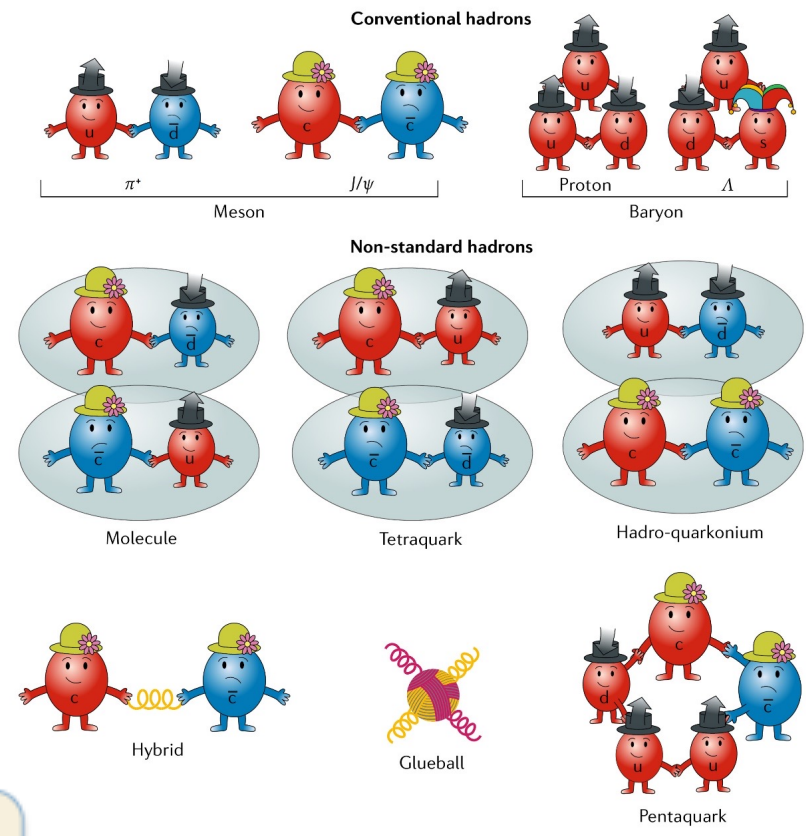 Conventional hadrons
u d̅ c c̅ u u d u d s
π⁺ J/ψ Proton Λ
Meson Baryon
Non-standard hadrons
c d̅ c u u d̅
c̅ u c̅ d̅ c c̅
Molecule Tetraquark Hadro-quarkonium
c c̅ c d c̅ u u
Hybrid Glueball Pentaquark